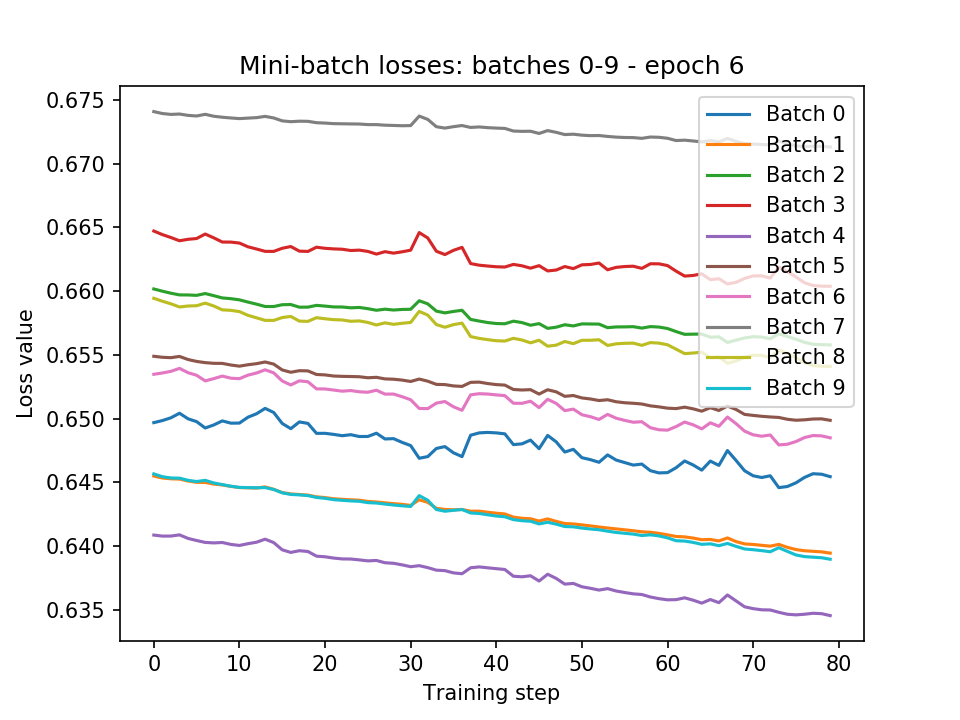 Mini-batch losses: batches 0-9 - epoch 6
0.675
0.670
0.665
0.660
0.655
0.650
0.645
0.640
0.635
Loss value
0 10 20 30 40 50 60 70 80
Training step
Batch 0
Batch 1
Batch 2
Batch 3
Batch 4
Batch 5
Batch 6
Batch 7
Batch 8
Batch 9